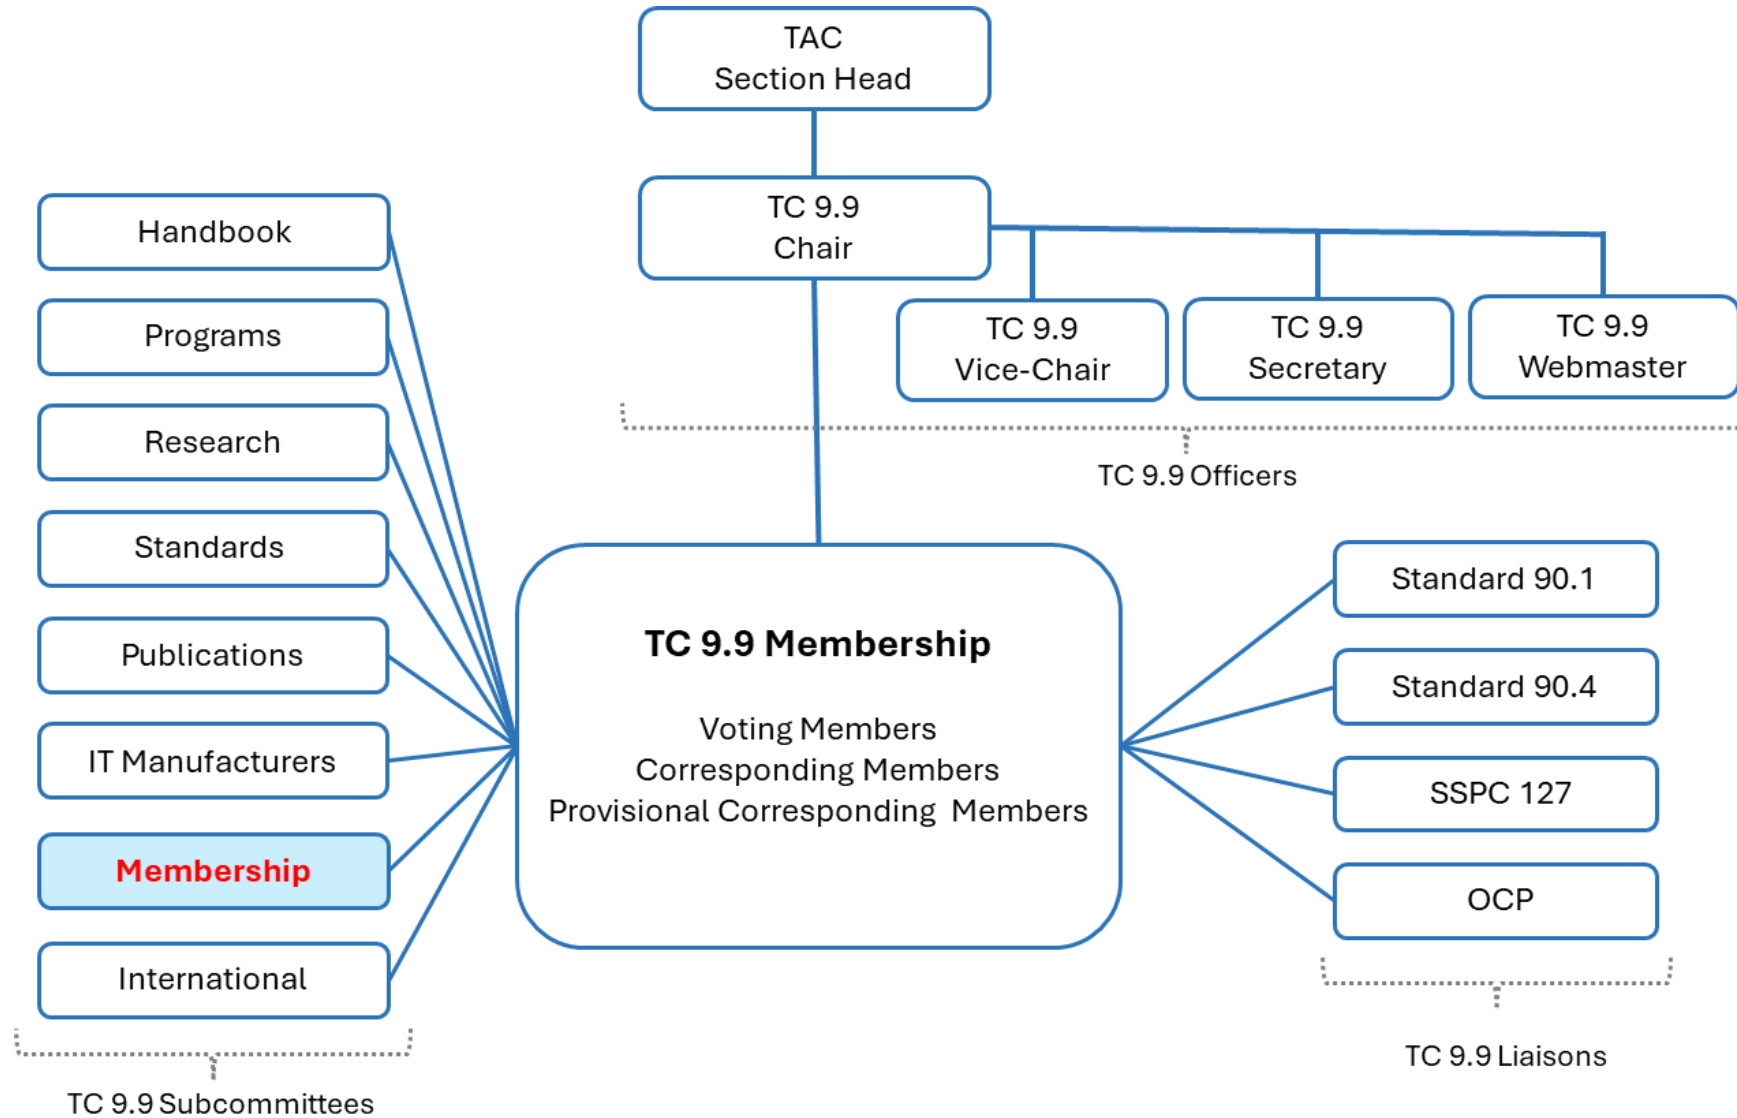 TAC
Section Head
TC 9.9
Chair
TC 9.9
Vice-Chair
TC 9.9
Secretary
TC 9.9
Webmaster
TC 9.9 Officers
Handbook
Programs
Research
Standards
Publications
IT Manufacturers
Membership
International
TC 9.9 Subcommittees
TC 9.9 Membership
Voting Members
Corresponding Members
Provisional Corresponding Members
Standard 90.1
Standard 90.4
SSPC 127
OCP
TC 9.9 Liaisons